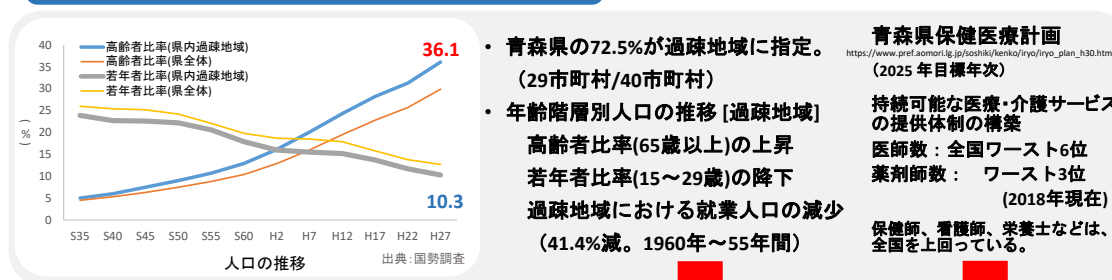 高齢者比率(県内過疎地域)
高齢者比率(県全体)
若年者比率(県内過疎地域)
若年者比率(県全体)
36.1
10.3
40
35
30
25
20
15
10
5
0
(%)
S35 S40 S45 S50 S55 S60 H2 H7 H12 H17 H22 H27
人口の推移
出典:国勢調査
• 青森県の72.5%が過疎地域に指定。
(29市町村/40市町村)
• 年齢階層別人口の推移 [過疎地域]
高齢者比率(65歳以上)の上昇
若年者比率(15~29歳)の降下
過疎地域における就業人口の減少
(41.4%減。1960年~55年間)
青森県保健医療計画
https://www.pref.aomori.lg.jp/soshiki/kenko/iryo/iryo_plan_h30.htm
(2025 年目標年次)
持続可能な医療・介護サービス
の提供体制の構築
医師数:全国ワースト6位
薬剤師数: ワースト3位
(2018年現在)
保健師、看護師、栄養士などは、
全国を上回っている。